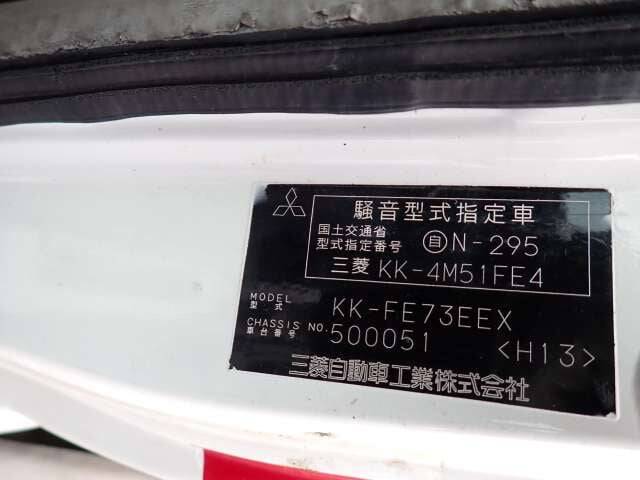 騒音型式指定車
国土交通省
型式指定番号 自N-295
三菱 KK-4M51FE4
MODEL
型式
KK-FE73EEX
CHASSIS NO.
車台番号
500051 <H13>
三菱自動車工業株式会社